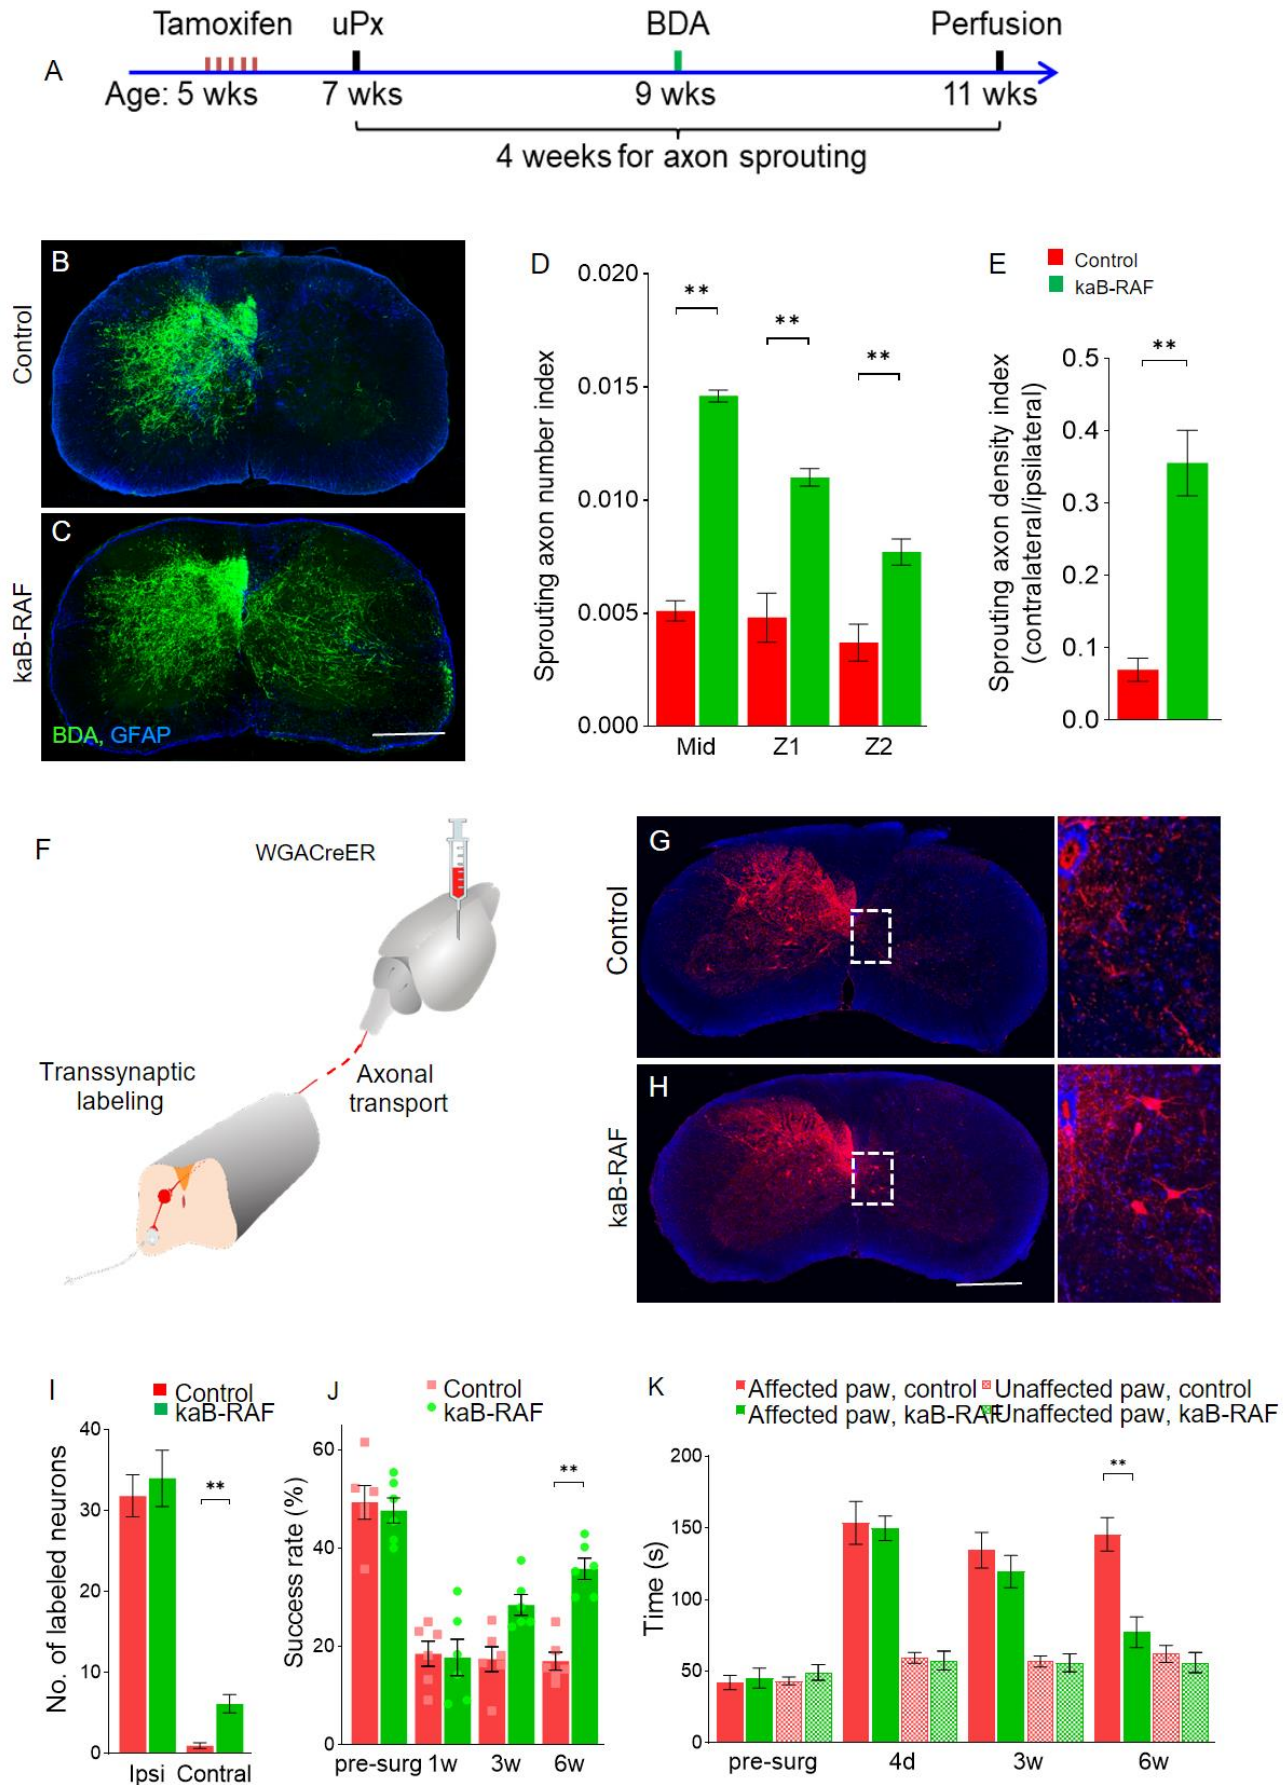 Tamoxifen uPx BDA Perfusion
A
Age: 5 wks 7 wks 9 wks 11 wks
4 weeks for axon sprouting
B
Control
C
kaB-RAF
BDA, GFAP
D
Sprouting axon number index
0.020
0.015
0.010
0.005
0.000
**
**
**
Mid Z1 Z2
E
Control
kaB-RAF
Sprouting axon density index
(contralateral/ipsilateral)
0.5
0.4
0.3
0.2
0.1
0.0
**
F
WGACreER
Transsynaptic
labeling
Axonal
transport
G
Control
H
kaB-RAF
I
Control
kaB-RAF
No. of labeled neurons
40
30
20
10
0
**
Ipsi Contral
J
Control
kaB-RAF
Success rate (%)
60
40
20
0
**
pre-surg 1w 3w 6w
K
Affected paw, control Unaffected paw, control
Affected paw, kaB-RAF Unaffected paw, kaB-RAF
Time (s)
200
150
100
50
0
**
pre-surg 4d 3w 6w